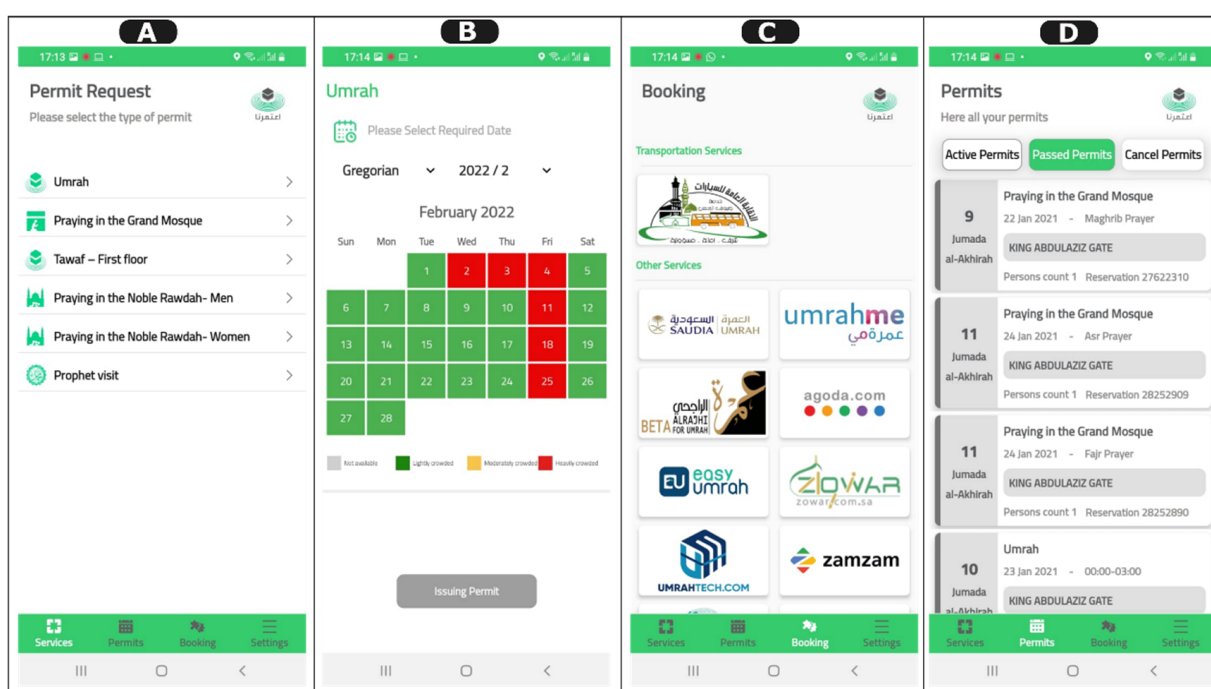 A
17:13
Permit Request
Please select the type of permit
اعتمرنا
Umrah
Praying in the Grand Mosque
Tawaf – First floor
Praying in the Noble Rawdah- Men
Praying in the Noble Rawdah- Women
Prophet visit
Services Permits Booking Settings
B
17:14
Umrah
Please Select Required Date
Gregorian 2022 / 2
February 2022
Sun Mon Tue Wed Thu Fri Sat
1 2 3 4 5
6 7 8 9 10 11 12
13 14 15 16 17 18 19
20 21 22 23 24 25 26
27 28
Not available Lightly crowded Moderately crowded Heavily crowded
Issuing Permit
C
17:14
Booking
اعتمرنا
Transportation Services
النقابة العامة للسيارات
Other Services
العمرة السعودية
SAUDIA UMRAH
umrahme
عمرة مي
الراجحي
ALRAJHI
BETA FOR UMRAH
عمرة
agoda.com
EU easy umrah
ZOWAR
zowar.com.sa
UMRAHTECH.COM
zamzam
Services Permits Booking Settings
D
17:14
Permits
Here all your permits
اعتمرنا
Active Permits Passed Permits Cancel Permits
9 Jumada al-Akhirah
Praying in the Grand Mosque
22 Jan 2021 - Maghrib Prayer
KING ABDULAZIZ GATE
Persons count 1 Reservation 27622310
11 Jumada al-Akhirah
Praying in the Grand Mosque
24 Jan 2021 - Asr Prayer
KING ABDULAZIZ GATE
Persons count 1 Reservation 28252909
11 Jumada al-Akhirah
Praying in the Grand Mosque
24 Jan 2021 - Fajr Prayer
KING ABDULAZIZ GATE
Persons count 1 Reservation 28252890
10 Jumada al-Akhirah
Umrah
23 Jan 2021 - 00:00-03:00
KING ABDULAZIZ GATE
Services Permits Booking Settings